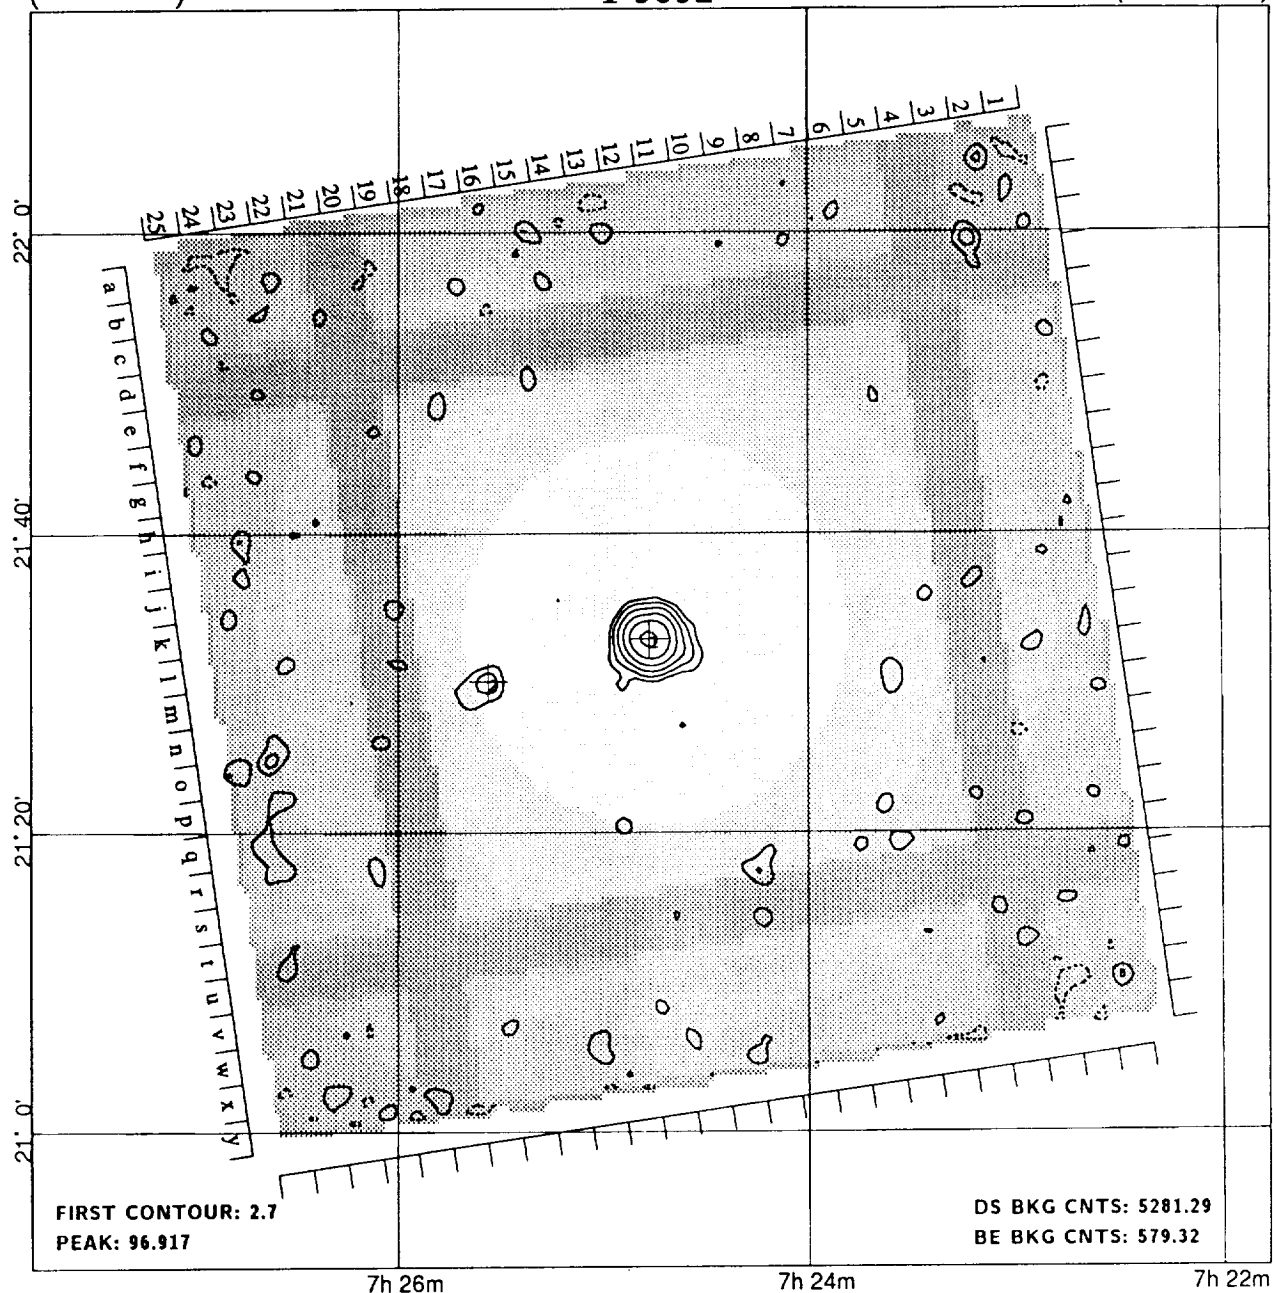 1 2 3 4 5 6 7 8 9 10 11 12 13 14 15 16 17 18 19 20 21 22 23 24 25
22° 0'
a b c d e f g h i j k l m n o p q r s t u v w x y
21° 40'
21° 20'
21° 0'
FIRST CONTOUR: 2.7
PEAK: 96.917
DS BKG CNTS: 5281.29
BE BKG CNTS: 579.32
7h 26m
7h 24m
7h 22m